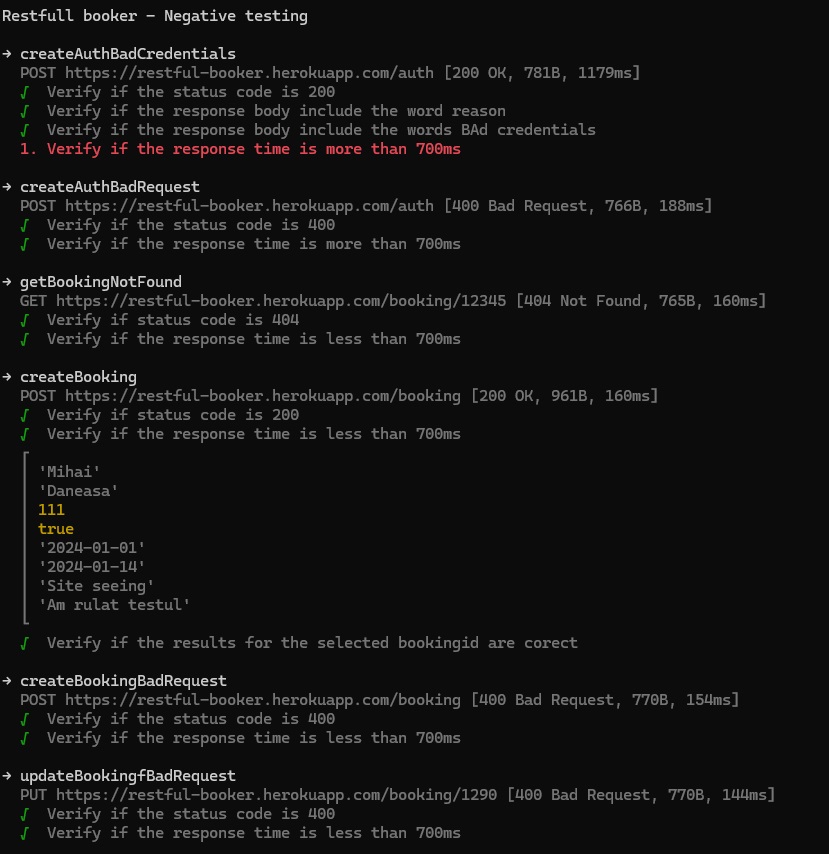 Restfull booker - Negative testing
→ createAuthBadCredentials
POST https://restful-booker.herokuapp.com/auth [200 OK, 781B, 1179ms]
√ Verify if the status code is 200
√ Verify if the response body include the word reason
√ Verify if the response body include the words BAd credentials
1. Verify if the response time is more than 700ms
→ createAuthBadRequest
POST https://restful-booker.herokuapp.com/auth [400 Bad Request, 766B, 188ms]
√ Verify if the status code is 400
√ Verify if the response time is more than 700ms
→ getBookingNotFound
GET https://restful-booker.herokuapp.com/booking/12345 [404 Not Found, 765B, 160ms]
√ Verify if status code is 404
√ Verify if the response time is less than 700ms
→ createBooking
POST https://restful-booker.herokuapp.com/booking [200 OK, 961B, 160ms]
√ Verify if status code is 200
√ Verify if the response time is less than 700ms
'Mihai'
'Daneasa'
111
true
'2024-01-01'
'2024-01-14'
'Site seeing'
'Am rulat testul'
√ Verify if the results for the selected bookingid are corect
→ createBookingBadRequest
POST https://restful-booker.herokuapp.com/booking [400 Bad Request, 770B, 154ms]
√ Verify if the status code is 400
√ Verify if the response time is less than 700ms
→ updateBookingfBadRequest
PUT https://restful-booker.herokuapp.com/booking/1290 [400 Bad Request, 770B, 144ms]
√ Verify if the status code is 400
√ Verify if the response time is less than 700ms